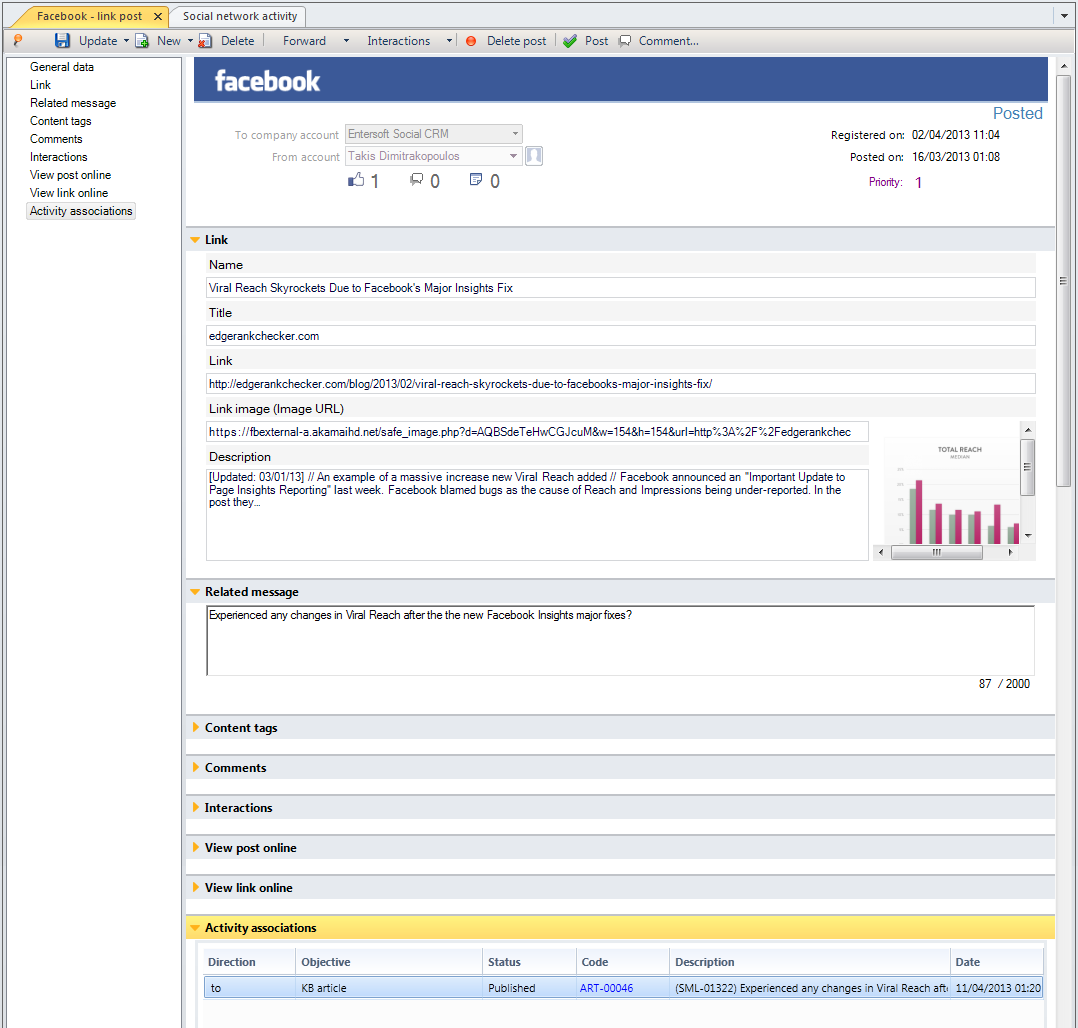 Facebook - link post
Social network activity
Update New Delete Forward Interactions Delete post Post Comment...
General data
Link
Related message
Content tags
Comments
Interactions
View post online
View link online
Activity associations
facebook
Posted
To company account Entersoft Social CRM
Registered on: 02/04/2013 11:04
From account Takis Dimitrakopoulos
Posted on: 16/03/2013 01:08
1 0 0
Priority: 1
Link
Name
Viral Reach Skyrockets Due to Facebook's Major Insights Fix
Title
edgerankchecker.com
Link
http://edgerankchecker.com/blog/2013/02/viral-reach-skyrockets-due-to-facebooks-major-insights-fix/
Link image (Image URL)
https://fbexternal-a.akamaihd.net/safe_image.php?d=AQBSdeTeHwCGJcuM&w=154&h=154&url=http%3A%2F%2Fedgerankchec
TOTAL REACH
MEDIAN
Description
[Updated: 03/01/13] // An example of a massive increase new Viral Reach added // Facebook announced an "Important Update to
Page Insights Reporting" last week. Facebook blamed bugs as the cause of Reach and Impressions being under-reported. In the
post they...
Related message
Experienced any changes in Viral Reach after the the new Facebook Insights major fixes?
87 / 2000
Content tags
Comments
Interactions
View post online
View link online
Activity associations
Direction Objective Status Code Description Date
to KB article Published ART-00046 (SML-01322) Experienced any changes in Viral Reach afte 11/04/2013 01:20